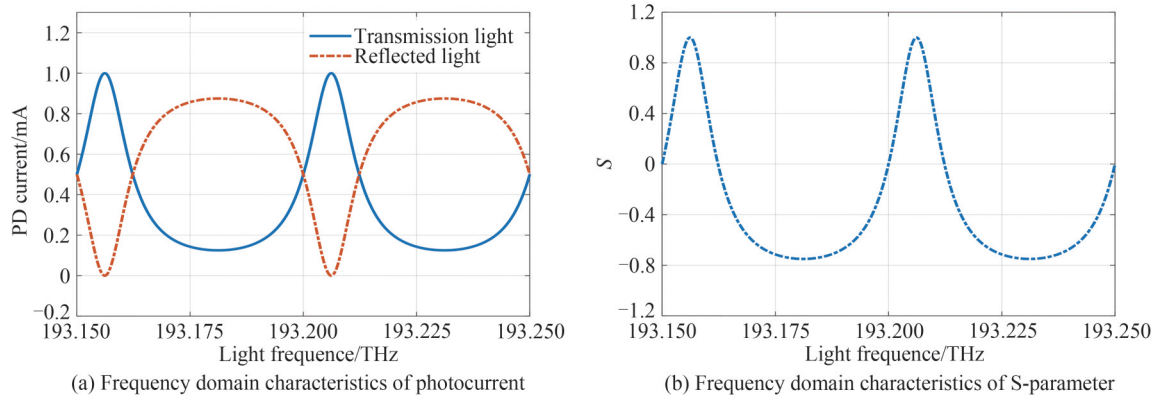 1.2
1.0
0.8
0.6
0.4
0.2
0
−0.2
PD current/mA
Transmission light
Reflected light
193.150 193.175 193.200 193.225 193.250
Light frequence/THz
(a) Frequency domain characteristics of photocurrent
1.2
0.8
0.4
0
−0.4
−0.8
−1.2
S
193.150 193.175 193.200 193.225 193.250
Light frequence/THz
(b) Frequency domain characteristics of S-parameter